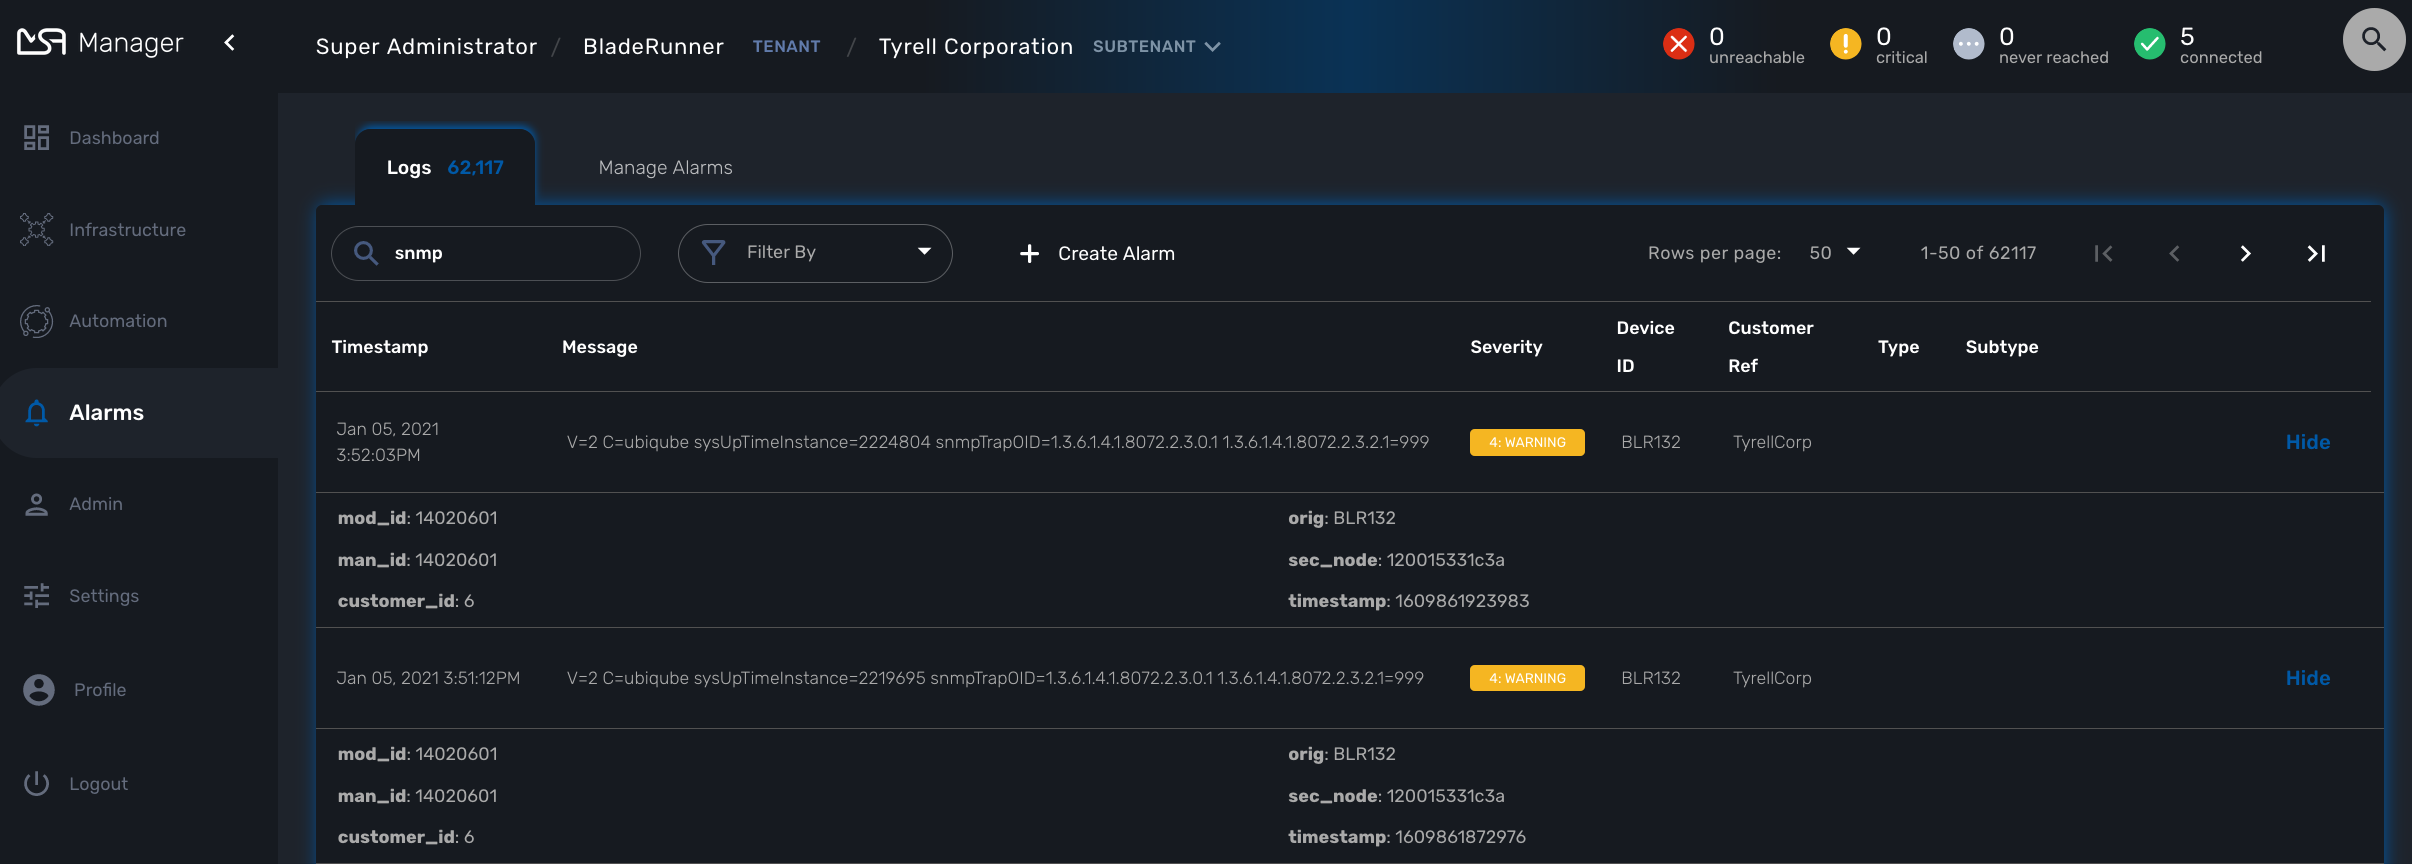 MSA Manager
Super Administrator / BladeRunner TENANT / Tyrell Corporation SUBTENANT
0 unreachable
0 critical
0 never reached
5 connected
Dashboard
Infrastructure
Automation
Alarms
Admin
Settings
Profile
Logout
Logs 62,117
Manage Alarms
snmp
Filter By
+ Create Alarm
Rows per page: 50
1-50 of 62117
Timestamp
Message
Severity
Device ID
Customer Ref
Type
Subtype
Jan 05, 2021
3:52:03PM
V=2 C=ubiqube sysUpTimeInstance=2224804 snmpTrapOID=1.3.6.1.4.1.8072.2.3.0.1 1.3.6.1.4.1.8072.2.3.2.1=999
4: WARNING
BLR132
TyrellCorp
Hide
mod_id: 14020601
orig: BLR132
man_id: 14020601
sec_node: 120015331c3a
customer_id: 6
timestamp: 1609861923983
Jan 05, 2021 3:51:12PM
V=2 C=ubiqube sysUpTimeInstance=2219695 snmpTrapOID=1.3.6.1.4.1.8072.2.3.0.1 1.3.6.1.4.1.8072.2.3.2.1=999
4: WARNING
BLR132
TyrellCorp
Hide
mod_id: 14020601
orig: BLR132
man_id: 14020601
sec_node: 120015331c3a
customer_id: 6
timestamp: 1609861872976